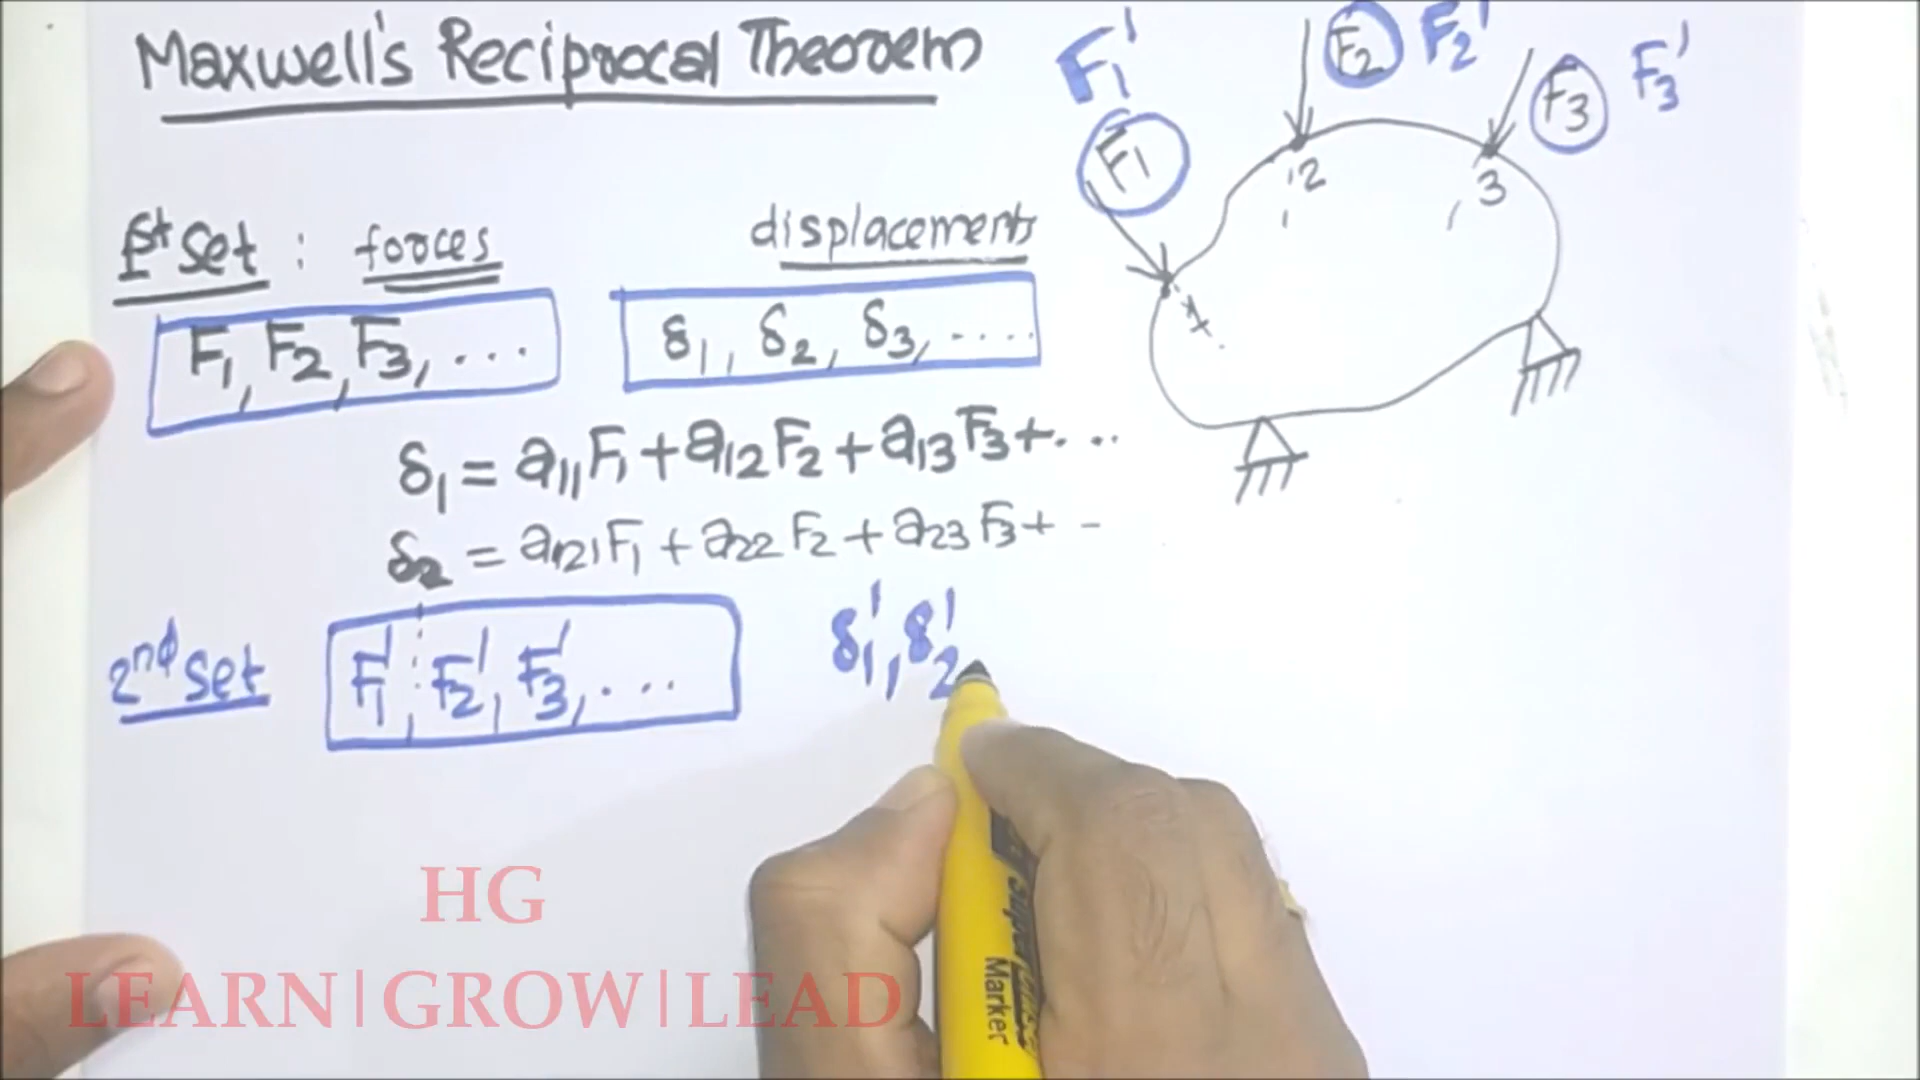 Maxwell's Reciprocal Theorem
F1'
F2 F2'
F3 F3'
F1
2
3
1
1st Set : forces displacements
F1, F2, F3, ... δ1, δ2, δ3, ....
δ1 = a11F1 + a12F2 + a13F3 + ...
δ2 = a21F1 + a22F2 + a23F3 + -
2nd Set F1', F2', F3', ... δ1', δ2'
HG
LEARN|GROW|LEAD
Marker